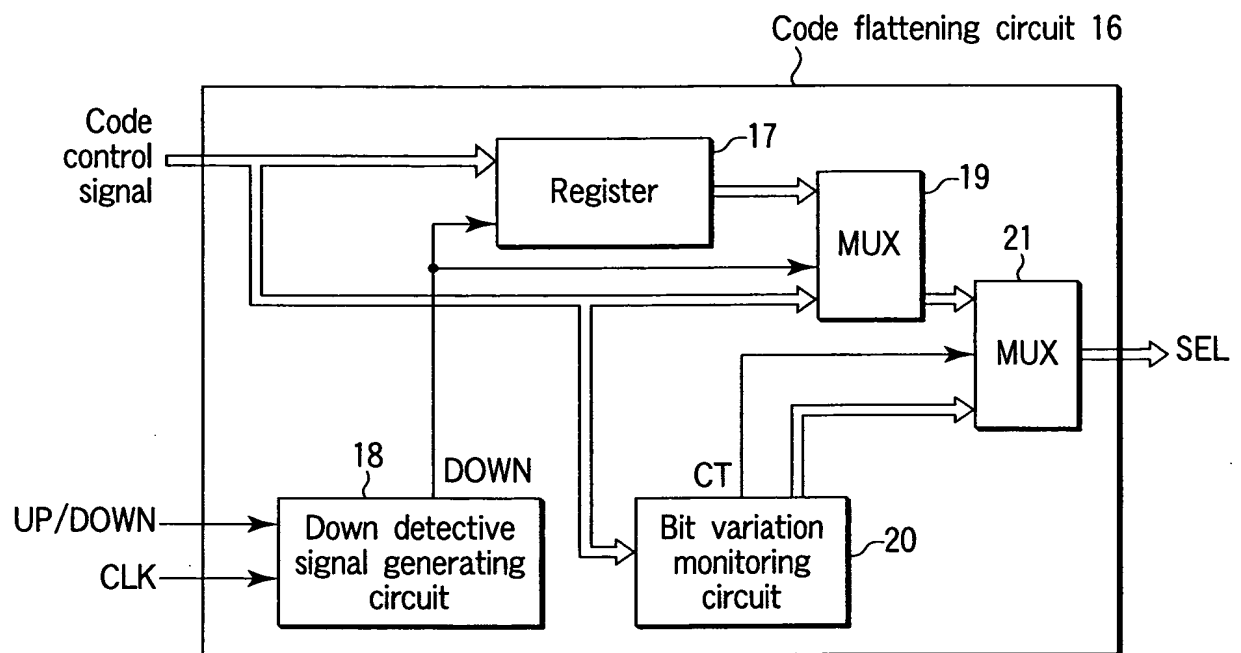 Code flattening circuit 16
Code
control
signal
17
Register
19
MUX
21
MUX
SEL
18
DOWN
CT
UP/DOWN
CLK
Down detective
signal generating
circuit
Bit variation
monitoring
circuit
20